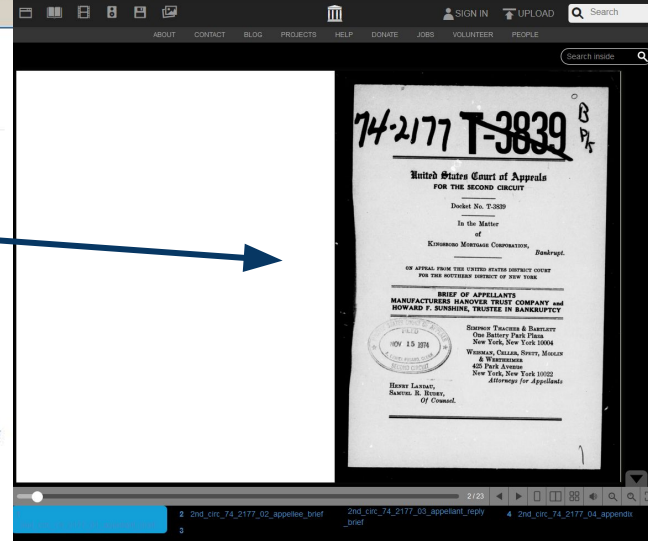 SIGN IN UPLOAD Search
ABOUT CONTACT BLOG PROJECTS HELP DONATE JOBS VOLUNTEER PEOPLE
Search inside
74-2177 T-3839 B
P/s
United States Court of Appeals
FOR THE SECOND CIRCUIT
Docket No. T-3839
In the Matter
of
KINGSBORO MORTGAGE CORPORATION,
Bankrupt.
ON APPEAL FROM THE UNITED STATES DISTRICT COURT
FOR THE SOUTHERN DISTRICT OF NEW YORK
BRIEF OF APPELLANTS
MANUFACTURERS HANOVER TRUST COMPANY and
HOWARD F. SUNSHINE, TRUSTEE IN BANKRUPTCY
FILED
NOV 15 1974
SECOND CIRCUIT
SIMPSON THACHER & BARTLETT
One Battery Park Plaza
New York, New York 10004
WEISMAN, CELLER, SPETT, MODLIN
& WERTHEIMER
425 Park Avenue
New York, New York 10022
Attorneys for Appellants
HENRY LANDAU,
SAMUEL R. RUDEY,
Of Counsel.
2 / 23
2 2nd_circ_74_2177_02_appellee_brief
3
2nd_circ_74_2177_03_appellant_reply
_brief
4 2nd_circ_74_2177_04_appendix